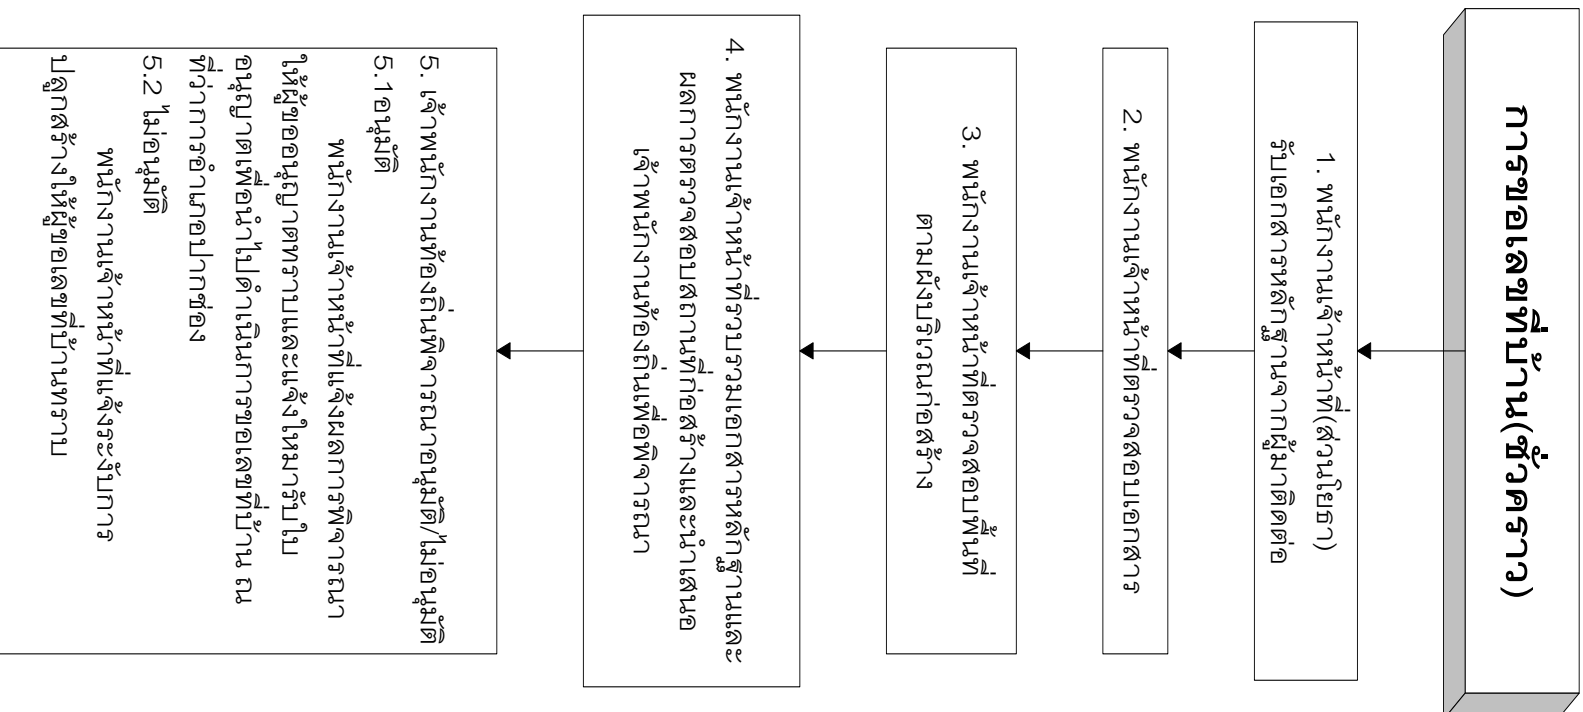 การขอเลขที่บ้าน(ชั่วคราว)
1. พนักงานเจ้าหน้าที่(ส่วนโยธา)
รับเอกสารหลักฐานจากผู้มาติดต่อ
2. พนักงานเจ้าหน้าที่ตรวจสอบเอกสาร
3. พนักงานเจ้าหน้าที่ตรวจสอบพื้นที่
ตามผังบริเวณก่อสร้าง
4. พนักงานเจ้าหน้าที่รวบรวมเอกสารหลักฐานและ
ผลการตรวจสอบสถานที่ก่อสร้างและนำเสนอ
เจ้าพนักงานท้องถิ่นเพื่อพิจารณา
5. เจ้าพนักงานท้องถิ่นพิจารณาอนุมัติ/ไม่อนุมัติ
5.1อนุมัติ
พนักงานเจ้าหน้าที่แจ้งผลการพิจารณา
ให้ผู้ขออนุญาตทราบและแจ้งให้มารับใบ
อนุญาตเพื่อนำไปดำเนินการขอเลขที่บ้าน ณ
ที่ว่าการอำเภอปากช่อง
5.2 ไม่อนุมัติ
พนักงานเจ้าหน้าที่แจ้งระงับการ
ปลูกสร้างให้ผู้ขอเลขที่บ้านทราบ